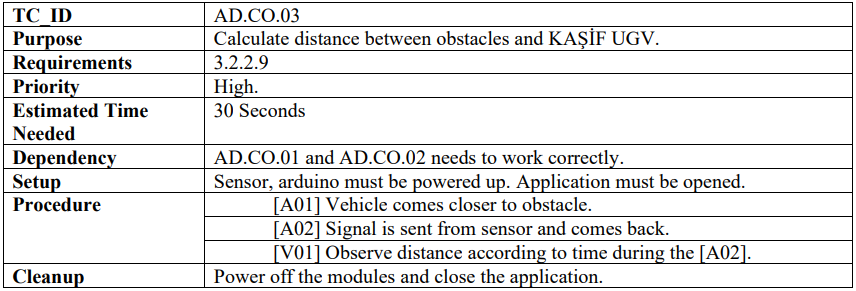 TC_ID AD.CO.03
Purpose Calculate distance between obstacles and KAŞİF UGV.
Requirements 3.2.2.9
Priority High.
Estimated Time Needed 30 Seconds
Dependency AD.CO.01 and AD.CO.02 needs to work correctly.
Setup Sensor, arduino must be powered up. Application must be opened.
Procedure [A01] Vehicle comes closer to obstacle.
[A02] Signal is sent from sensor and comes back.
[V01] Observe distance according to time during the [A02].
Cleanup Power off the modules and close the application.